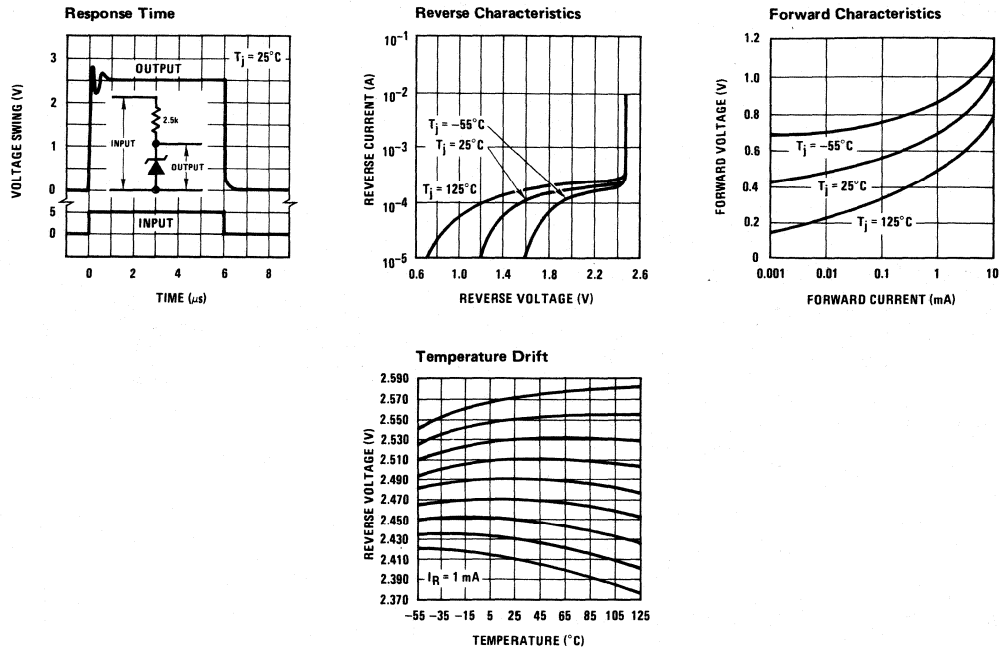 Response Time
VOLTAGE SWING (V)
3
2
1
0
5
0
Tj = 25°C
OUTPUT
2.5k
INPUT
OUTPUT
INPUT
0 2 4 6 8
TIME (µs)
Reverse Characteristics
REVERSE CURRENT (A)
10⁻¹
10⁻²
10⁻³
10⁻⁴
10⁻⁵
Tj = −55°C
Tj = 25°C
Tj = 125°C
0.6 1.0 1.4 1.8 2.2 2.6
REVERSE VOLTAGE (V)
Forward Characteristics
FORWARD VOLTAGE (V)
1.2
1.0
0.8
0.6
0.4
0.2
0
Tj = −55°C
Tj = 25°C
Tj = 125°C
0.001 0.01 0.1 1 10
FORWARD CURRENT (mA)
Temperature Drift
REVERSE VOLTAGE (V)
2.590
2.570
2.550
2.530
2.510
2.490
2.470
2.450
2.430
2.410
2.390
2.370
IR = 1 mA
−55 −35 −15 5 25 45 65 85 105 125
TEMPERATURE (°C)